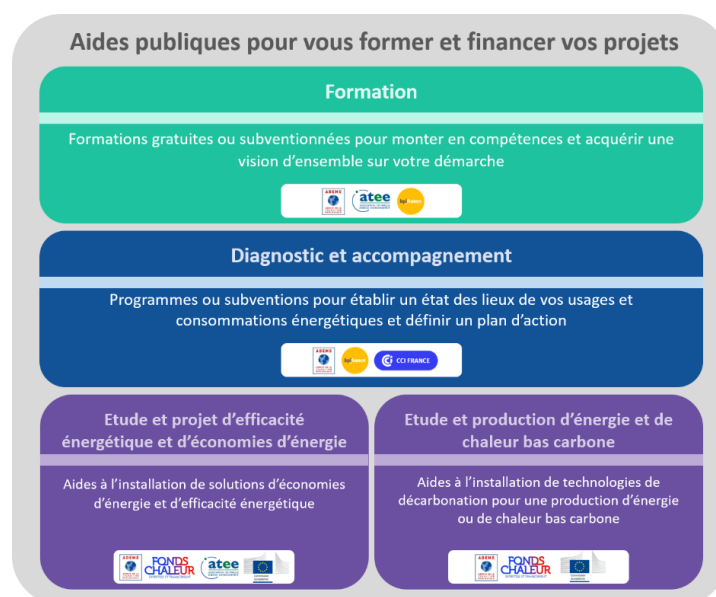 Aides publiques pour vous former et financer vos projets
Formation
Formations gratuites ou subventionnées pour monter en compétences et acquérir une
vision d’ensemble sur votre démarche
ADEME
atee
bpifrance
Diagnostic et accompagnement
Programmes ou subventions pour établir un état des lieux de vos usages et
consommations énergétiques et définir un plan d’action
ADEME
bpifrance
CCI FRANCE
Etude et projet d’efficacité
énergétique et d’économies d’énergie
Aides à l’installation de solutions d’économies
d’énergie et d’efficacité énergétique
ADEME
FONDS
CHALEUR
atee
Etude et production d’énergie et de
chaleur bas carbone
Aides à l’installation de technologies de
décarbonation pour une production d’énergie
ou de chaleur bas carbone
ADEME
FONDS
CHALEUR